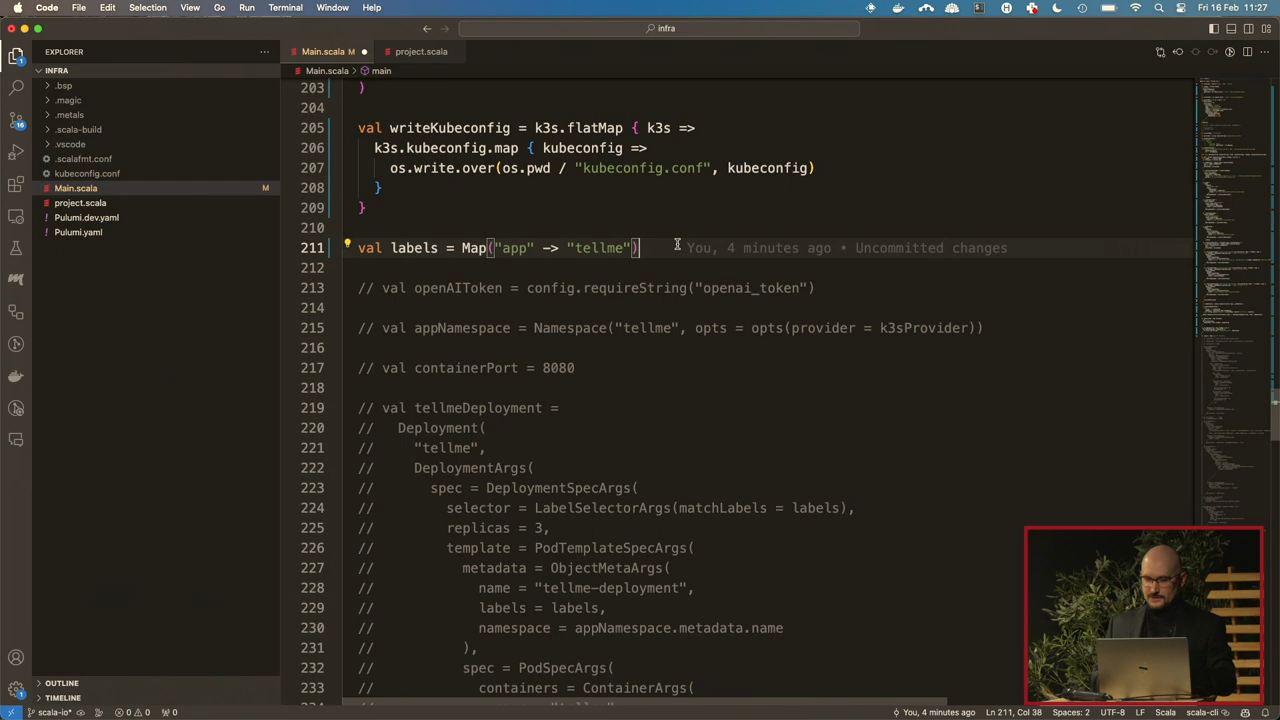 Code File Edit Selection View Go Run Terminal Window Help Fri 16 Aug 11:27
infra
EXPLORER
Main.scala M
project.scala
INFRA
Main.scala > main
.bsp
.magic
.metals
.scala-build
.vscode
.scalafmt.conf
kubeconfig.conf
Main.scala M
project.scala
Pulumi.dev.yaml
Pulumi.yaml
203 )
204
205 val writeKubeconfig = k3s.flatMap { k3s =>
206 k3s.kubeconfig.map { kubeconfig =>
207 os.write.over(os.pwd / "kubeconfig.conf", kubeconfig)
208 }
209 }
210
211 val labels = Map("app" -> "tellme") You, 4 minutes ago • Uncommitted changes
212
213 // val openAIToken = config.requireString("openai_token")
214
215 // val appNamespace = Namespace("tellme", opts = opts(provider = k3sProvider))
216
217 // val containerPort = 8080
218
219 // val tellmeDeployment =
220 // Deployment(
221 // "tellme",
222 // DeploymentArgs(
223 // spec = DeploymentSpecArgs(
224 // selector = LabelSelectorArgs(matchLabels = labels),
225 // replicas = 3,
226 // template = PodTemplateSpecArgs(
227 // metadata = ObjectMetaArgs(
228 // name = "tellme-deployment",
229 // labels = labels,
230 // namespace = appNamespace.metadata.name
231 // ),
232 // spec = PodSpecArgs(
233 // containers = ContainerArgs(
OUTLINE
TIMELINE
scala-io* 0 0 0 You, 4 minutes ago Ln 211, Col 38 Spaces: 2 UTF-8 LF Scala scala-cli